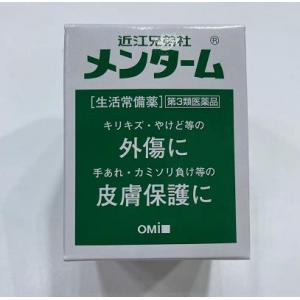 近江兄弟社
メンターム®
[生活常備薬] 第3類医薬品
キリキズ・やけど等の
外傷に
手あれ・カミソリ負け等の
皮膚保護に
OMI